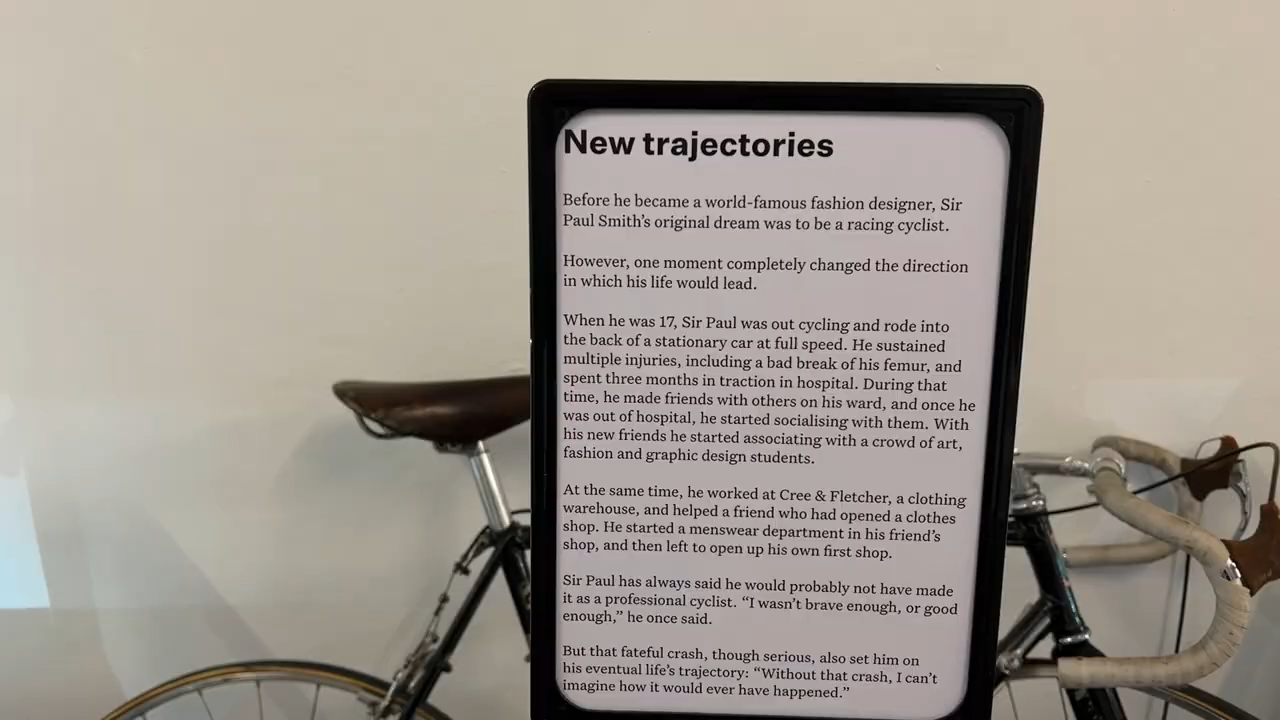 New trajectories
Before he became a world-famous fashion designer, Sir
Paul Smith’s original dream was to be a racing cyclist.
However, one moment completely changed the direction
in which his life would lead.
When he was 17, Sir Paul was out cycling and rode into
the back of a stationary car at full speed. He sustained
multiple injuries, including a bad break of his femur, and
spent three months in traction in hospital. During that
time, he made friends with others on his ward, and once he
was out of hospital, he started socialising with them. With
his new friends he started associating with a crowd of art,
fashion and graphic design students.
At the same time, he worked at Cree & Fletcher, a clothing
warehouse, and helped a friend who had opened a clothes
shop. He started a menswear department in his friend’s
shop, and then left to open up his own first shop.
Sir Paul has always said he would probably not have made
it as a professional cyclist. “I wasn’t brave enough, or good
enough,” he once said.
But that fateful crash, though serious, also set him on
his eventual life’s trajectory: “Without that crash, I can’t
imagine how it would ever have happened.”